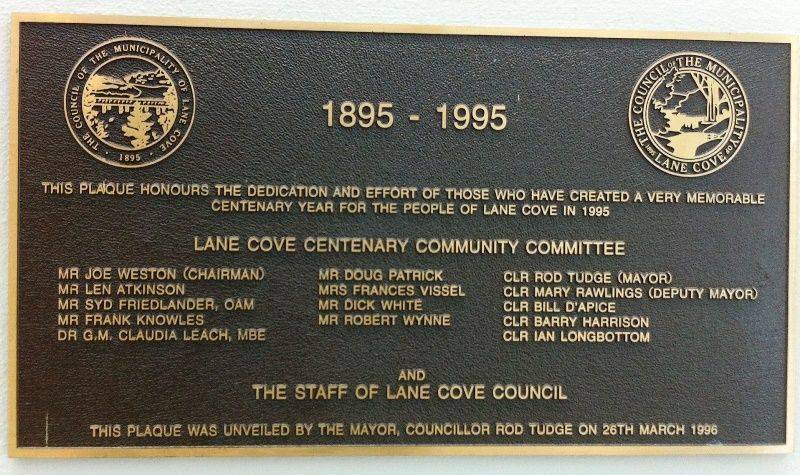 THE COUNCIL OF THE MUNICIPALITY OF LANE COVE
· 1895 ·
1895 - 1995
THE COUNCIL OF THE MUNICIPALITY OF LANE COVE
THIS PLAQUE HONOURS THE DEDICATION AND EFFORT OF THOSE WHO HAVE CREATED A VERY MEMORABLE
CENTENARY YEAR FOR THE PEOPLE OF LANE COVE IN 1995
LANE COVE CENTENARY COMMUNITY COMMITTEE
MR JOE WESTON (CHAIRMAN)
MR LEN ATKINSON
MR SYD FRIEDLANDER, OAM
MR FRANK KNOWLES
DR G.M. CLAUDIA LEACH, MBE
MR DOUG PATRICK
MRS FRANCES VISSEL
MR DICK WHITE
MR ROBERT WYNNE
CLR ROD TUDGE (MAYOR)
CLR MARY RAWLINGS (DEPUTY MAYOR)
CLR BILL D'APICE
CLR BARRY HARRISON
CLR IAN LONGBOTTOM
AND
THE STAFF OF LANE COVE COUNCIL
THIS PLAQUE WAS UNVEILED BY THE MAYOR, COUNCILLOR ROD TUDGE ON 26TH MARCH 1996